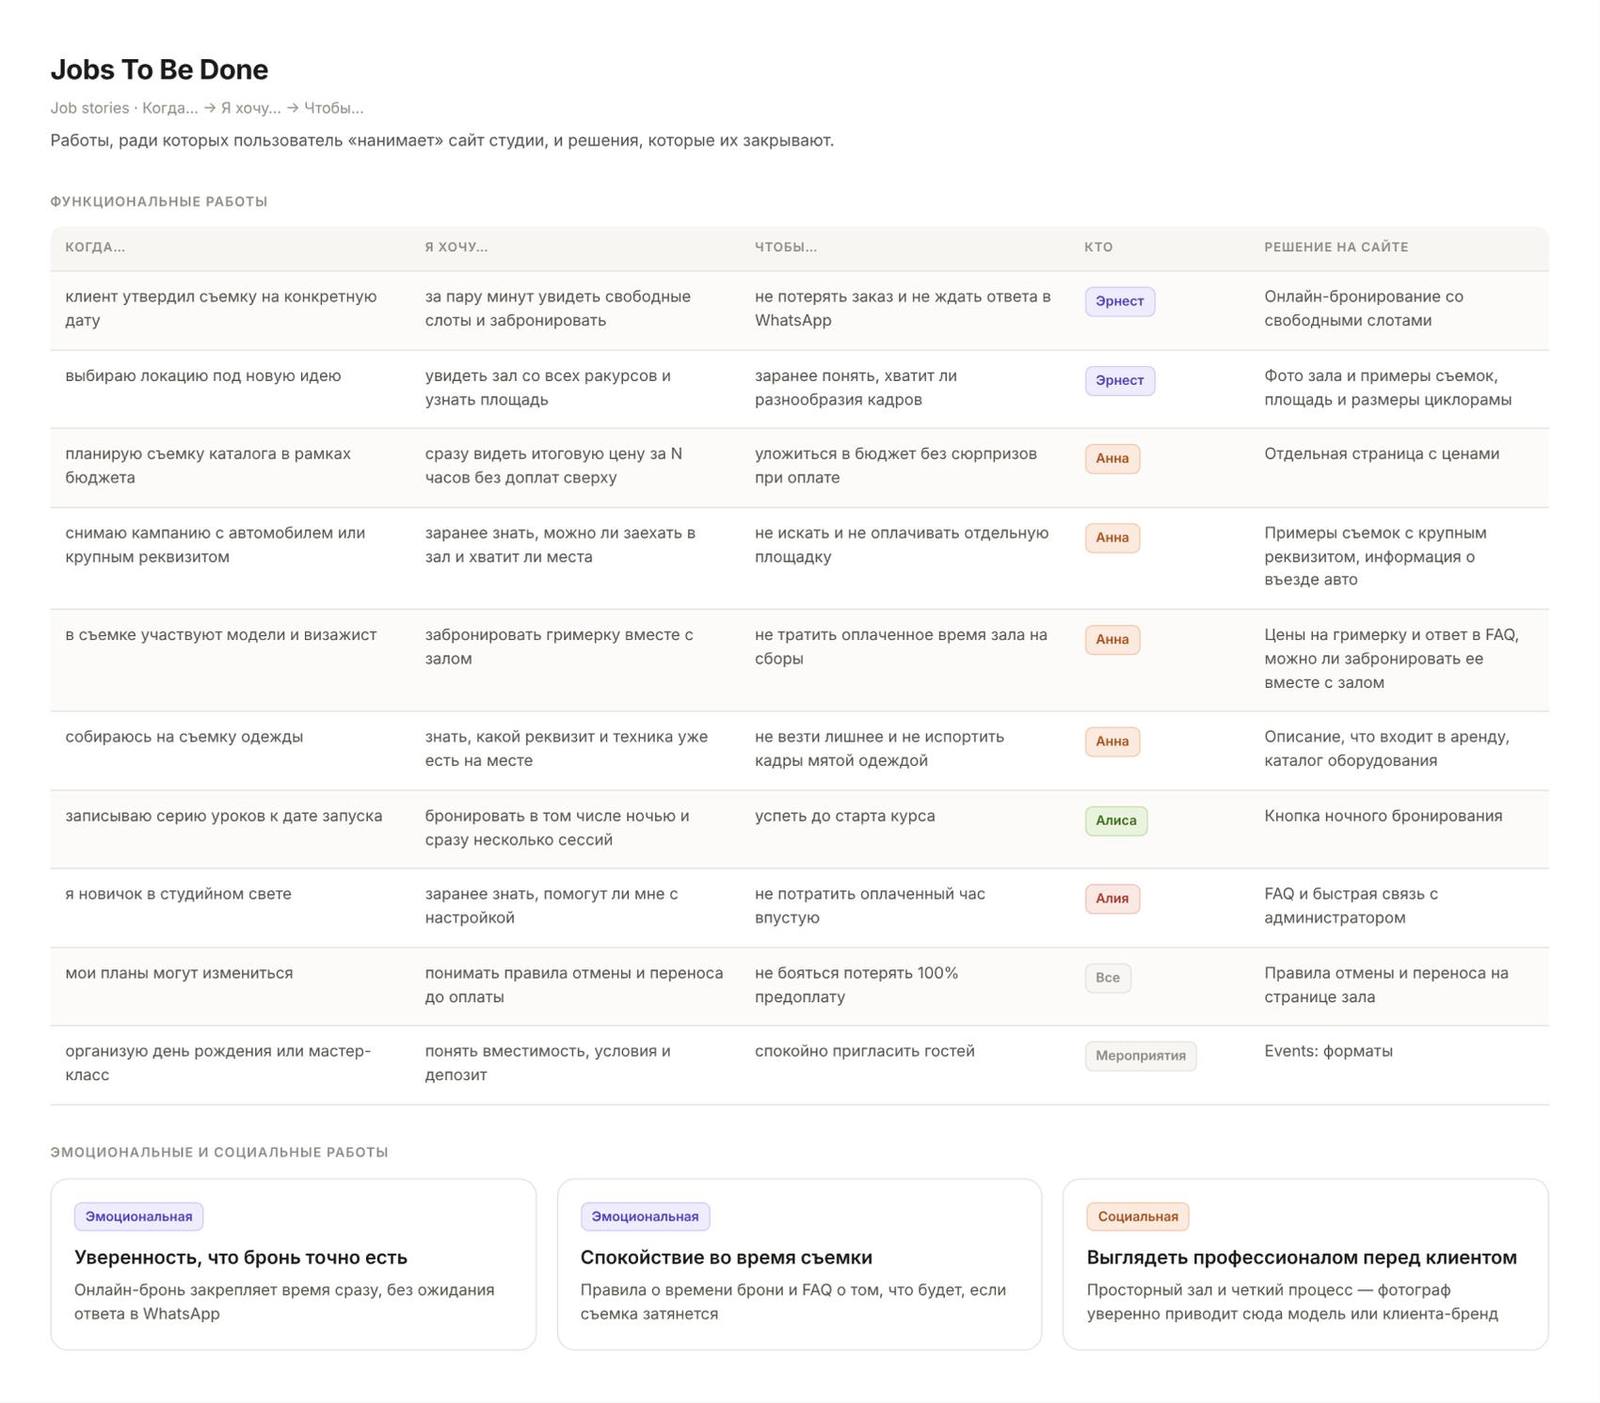 Jobs To Be Done
Job stories · Когда... → Я хочу... → Чтобы...
Работы, ради которых пользователь «нанимает» сайт студии, и решения, которые их закрывают.
ФУНКЦИОНАЛЬНЫЕ РАБОТЫ
КОГДА... Я ХОЧУ... ЧТОБЫ... КТО РЕШЕНИЕ НА САЙТЕ
клиент утвердил съемку на конкретную
дату
за пару минут увидеть свободные
слоты и забронировать
не потерять заказ и не ждать ответа в
WhatsApp
Эрнест
Онлайн-бронирование со
свободными слотами
выбираю локацию под новую идею
увидеть зал со всех ракурсов и
узнать площадь
заранее понять, хватит ли
разнообразия кадров
Эрнест
Фото зала и примеры съемок,
площадь и размеры циклорамы
планирую съемку каталога в рамках
бюджета
сразу видеть итоговую цену за N
часов без доплат сверху
уложиться в бюджет без сюрпризов
при оплате
Анна
Отдельная страница с ценами
снимаю кампанию с автомобилем или
крупным реквизитом
заранее знать, можно ли заехать в
зал и хватит ли места
не искать и не оплачивать отдельную
площадку
Анна
Примеры съемок с крупным
реквизитом, информация о
въезде авто
в съемке участвуют модели и визажист
забронировать гримерку вместе с
залом
не тратить оплаченное время зала на
сборы
Анна
Цены на гримерку и ответ в FAQ,
можно ли забронировать ее
вместе с залом
собираюсь на съемку одежды
знать, какой реквизит и техника уже
есть на месте
не везти лишнее и не испортить
кадры мятой одеждой
Анна
Описание, что входит в аренду,
каталог оборудования
записываю серию уроков к дате запуска
бронировать в том числе ночью и
сразу несколько сессий
успеть до старта курса
Алиса
Кнопка ночного бронирования
я новичок в студийном свете
заранее знать, помогут ли мне с
настройкой
не потратить оплаченный час
впустую
Алия
FAQ и быстрая связь с
администратором
мои планы могут измениться
понимать правила отмены и переноса
до оплаты
не бояться потерять 100%
предоплату
Все
Правила отмены и переноса на
странице зала
организую день рождения или мастер-
класс
понять вместимость, условия и
депозит
спокойно пригласить гостей
Мероприятия
Events: форматы
ЭМОЦИОНАЛЬНЫЕ И СОЦИАЛЬНЫЕ РАБОТЫ
Эмоциональная
Уверенность, что бронь точно есть
Онлайн-бронь закрепляет время сразу, без ожидания
ответа в WhatsApp
Эмоциональная
Спокойствие во время съемки
Правила о времени брони и FAQ о том, что будет, если
съемка затянется
Социальная
Выглядеть профессионалом перед клиентом
Просторный зал и четкий процесс — фотограф
уверенно приводит сюда модель или клиента-бренд